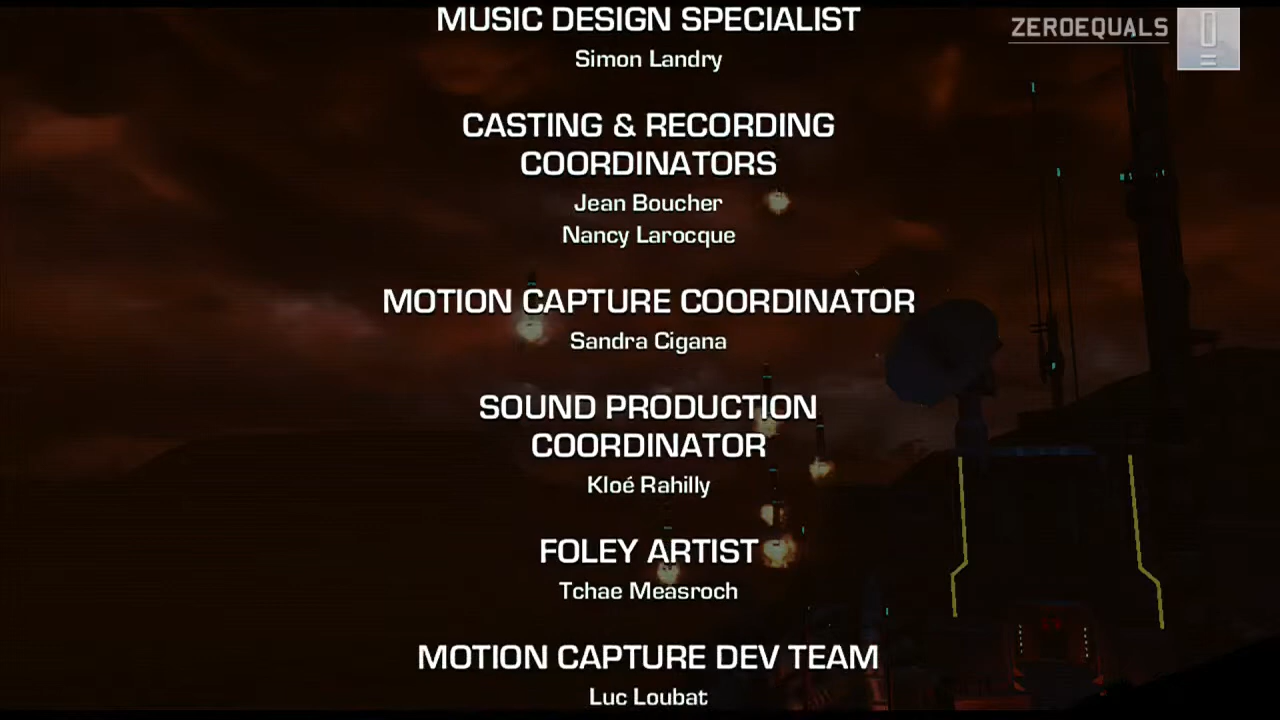 MUSIC DESIGN SPECIALIST
ZEROEQUALS
Simon Landry
CASTING & RECORDING
COORDINATORS
Jean Boucher
Nancy Larocque
MOTION CAPTURE COORDINATOR
Sandra Cigana
SOUND PRODUCTION
COORDINATOR
Kloé Rahilly
FOLEY ARTIST
Tchae Measroch
MOTION CAPTURE DEV TEAM
Luc Loubat